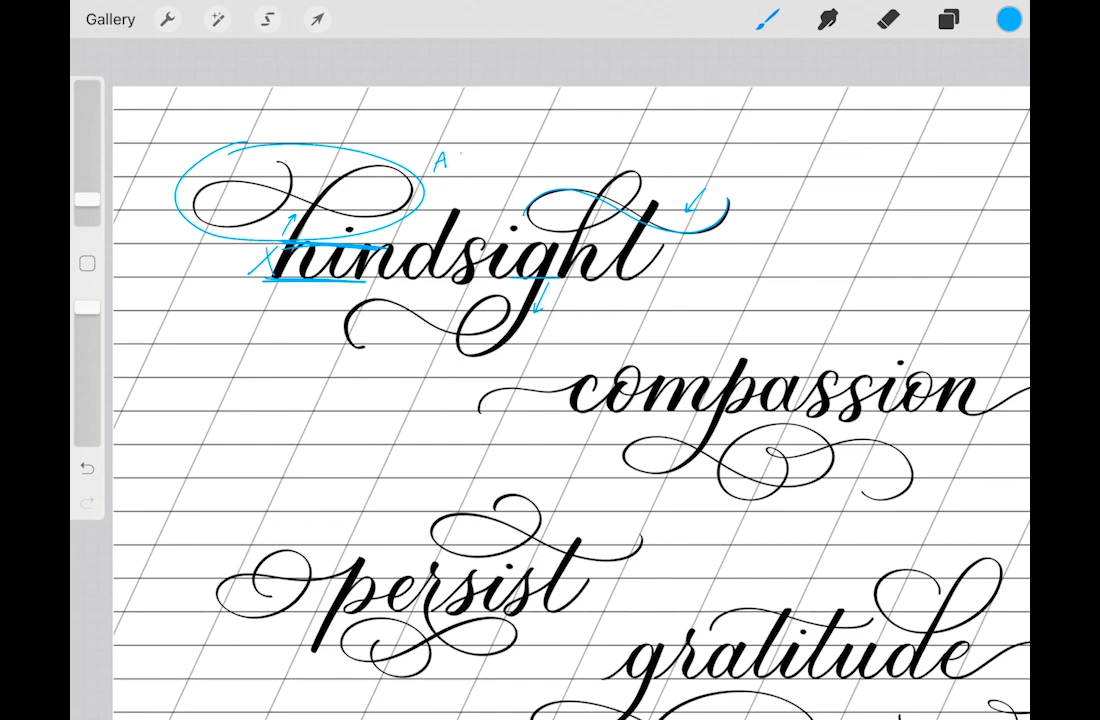 Gallery
A
hindsight
X
compassion
persist
gratitude